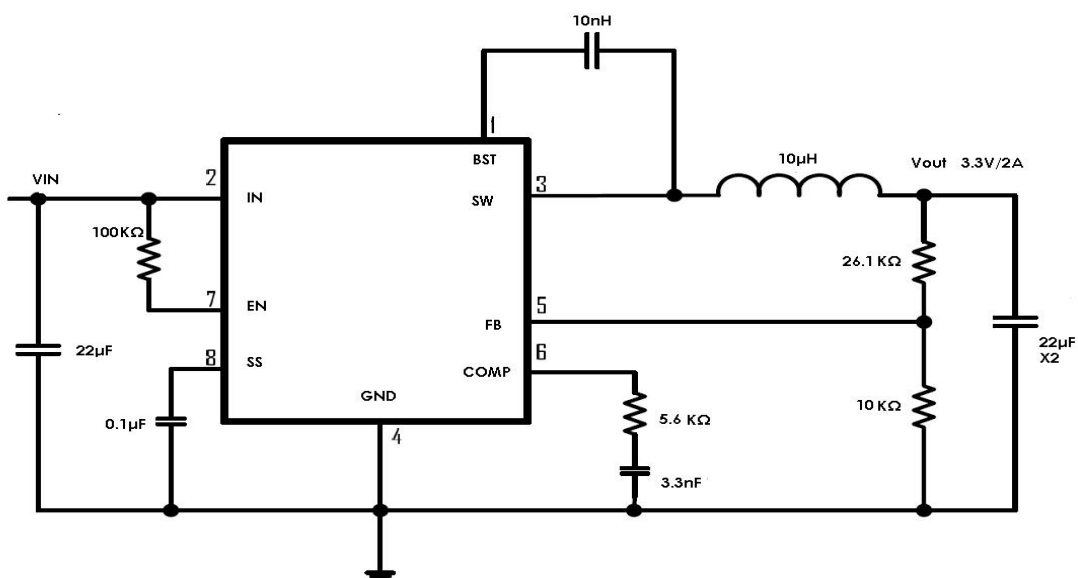 10nH
1
BST
10µH
Vout 3.3V/2A
VIN
2
IN
3
SW
100KΩ
26.1 KΩ
7
EN
5
FB
22µF
8
SS
6
COMP
22µF
X2
GND
0.1µF
4
5.6 KΩ
10 KΩ
3.3nF